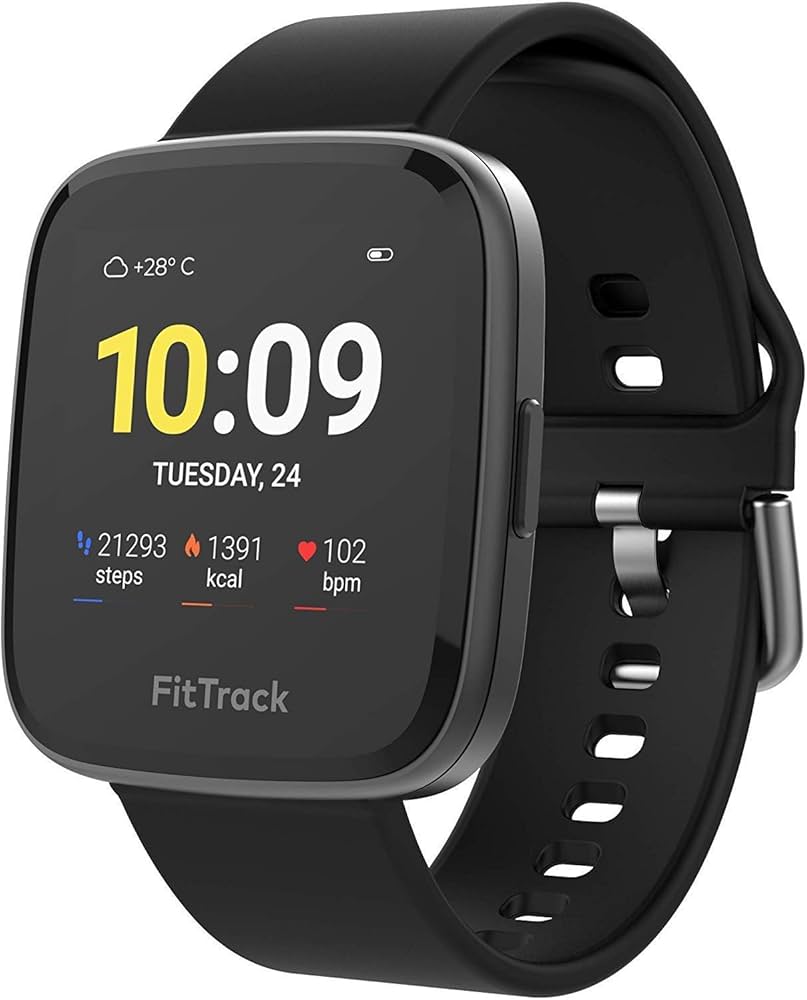 +28° C
10:09
TUESDAY, 24
21293 1391 102
steps kcal bpm
FitTrack